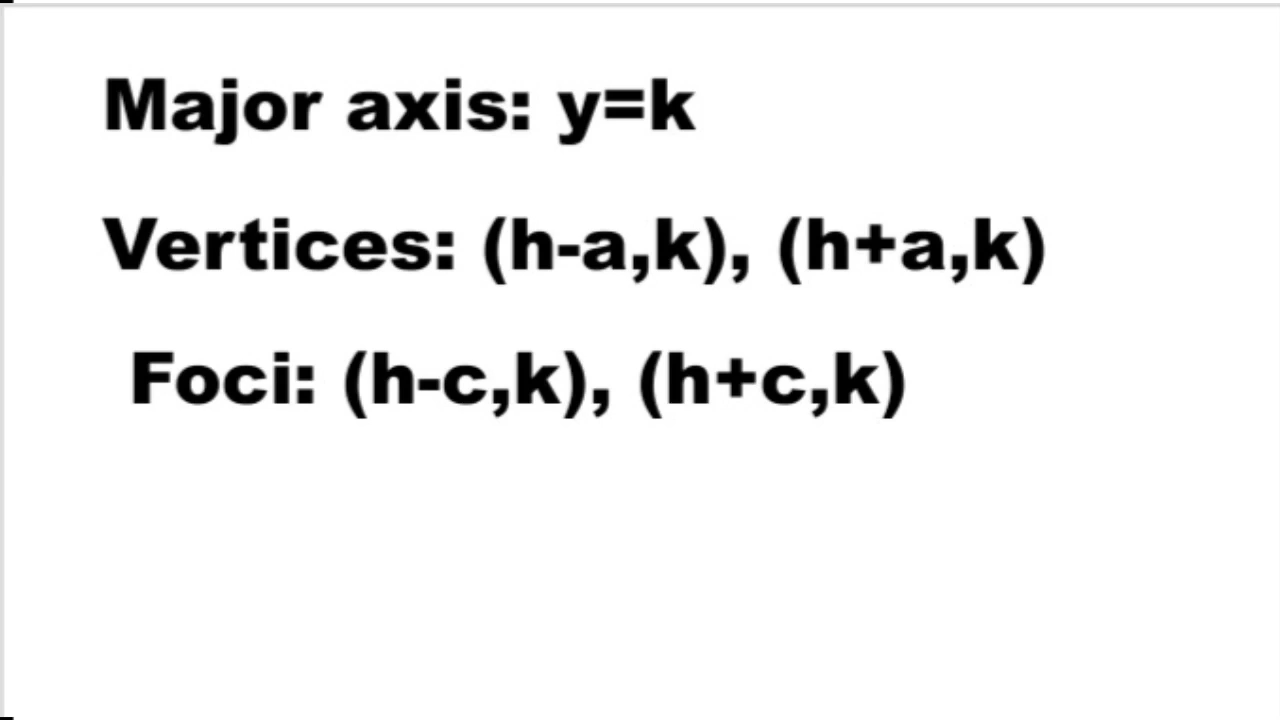 Major axis: y=k
Vertices: (h-a,k), (h+a,k)
Foci: (h-c,k), (h+c,k)